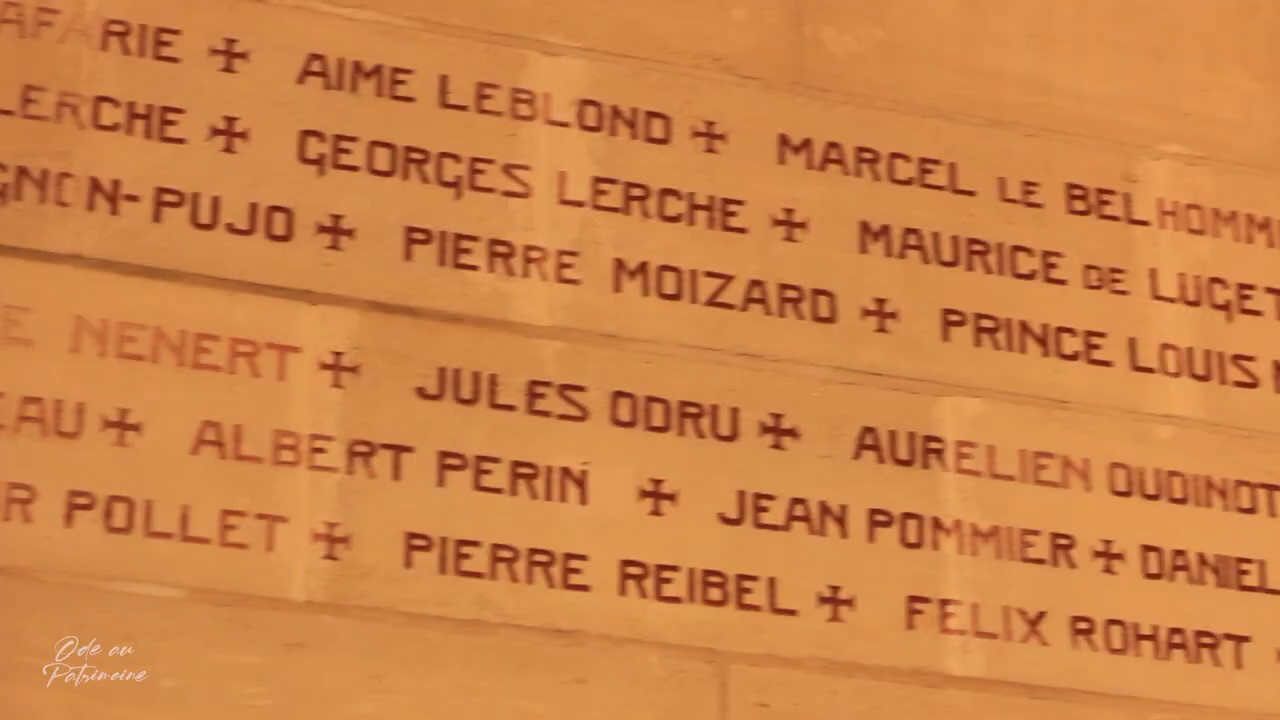 AFARIE ✠ AIME LEBLOND ✠ MARCEL LE BELHOMM
LERCHE ✠ GEORGES LERCHE ✠ MAURICE DE LUGET
GNON-PUJO ✠ PIERRE MOIZARD ✠ PRINCE LOUIS
E NENERT ✠ JULES ODRU ✠ AURELIEN OUDINOT
EAU ✠ ALBERT PERIN ✠ JEAN POMMIER ✠ DANIEL
R POLLET ✠ PIERRE REIBEL ✠ FELIX ROHART
Ode au
Patrimoine